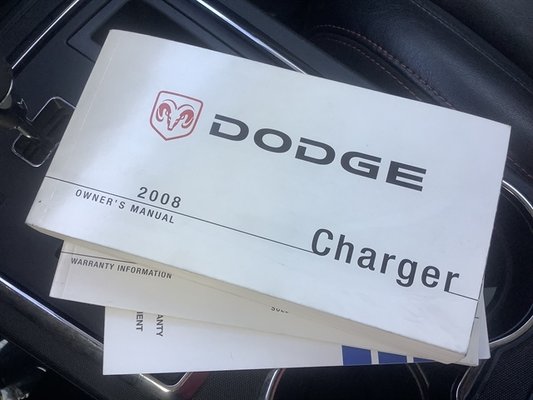 DODGE
2008
OWNER'S MANUAL
Charger
WARRANTY INFORMATION